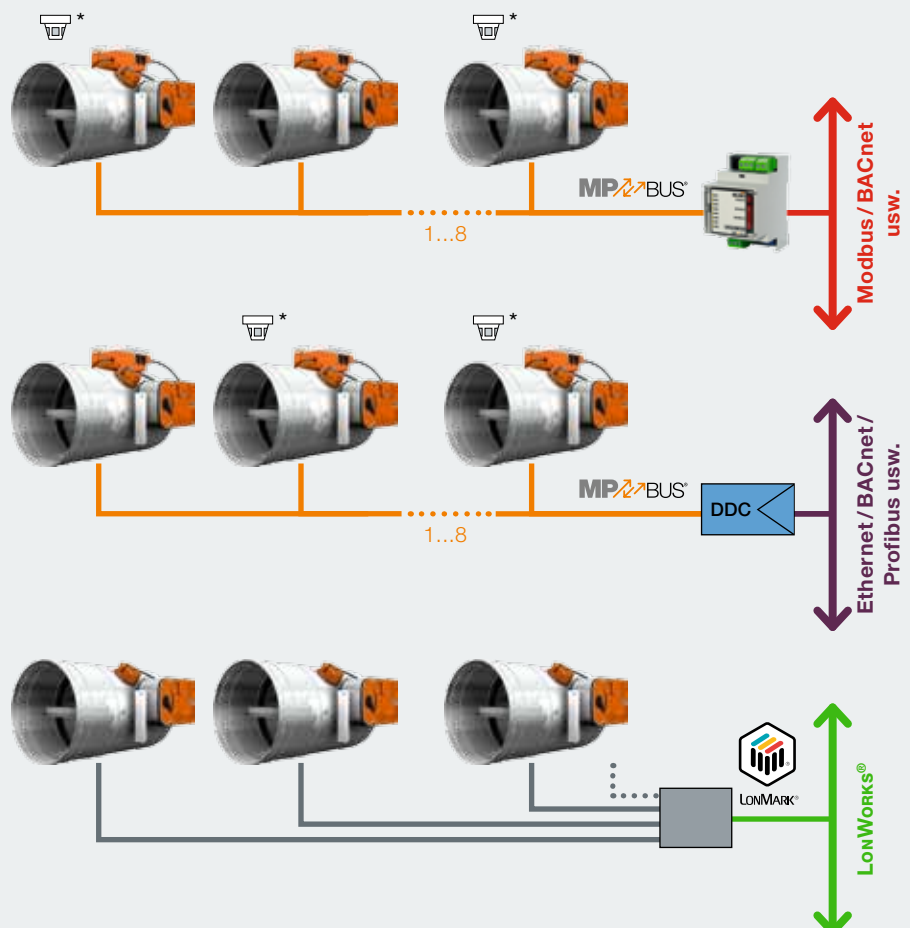 *
*
MP BUS®
1...8
Modbus / BACnet
usw.
*
*
MP BUS®
1...8
DDC
Ethernet / BACnet /
Profibus usw.
LONMARK®
LONWORKS®